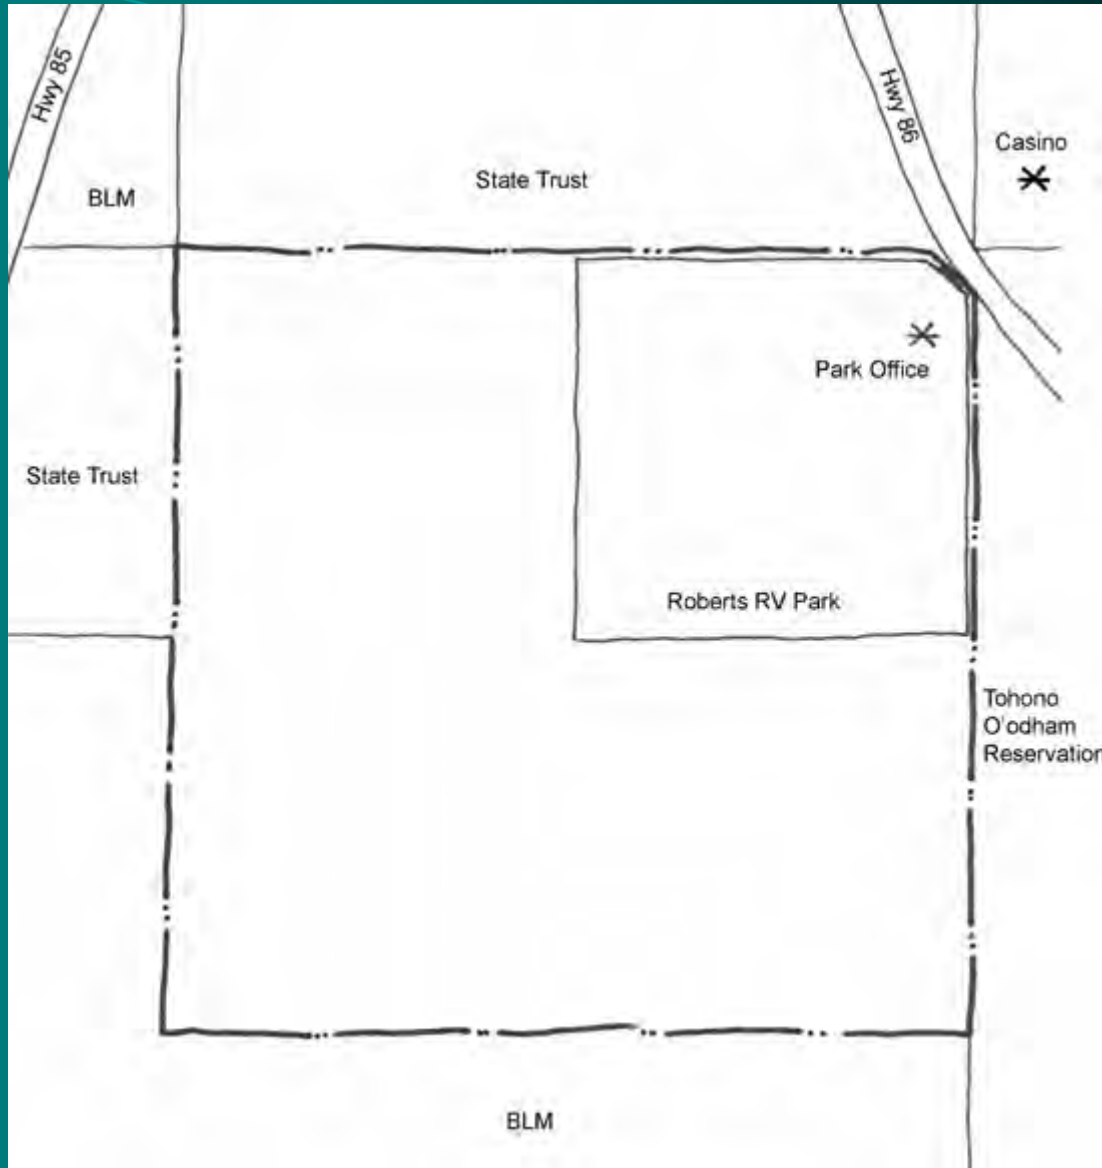 Hwy 85
Hwy 86
Casino
State Trust
BLM
Park Office
State Trust
Roberts RV Park
Tohono
O'odham
Reservation
BLM